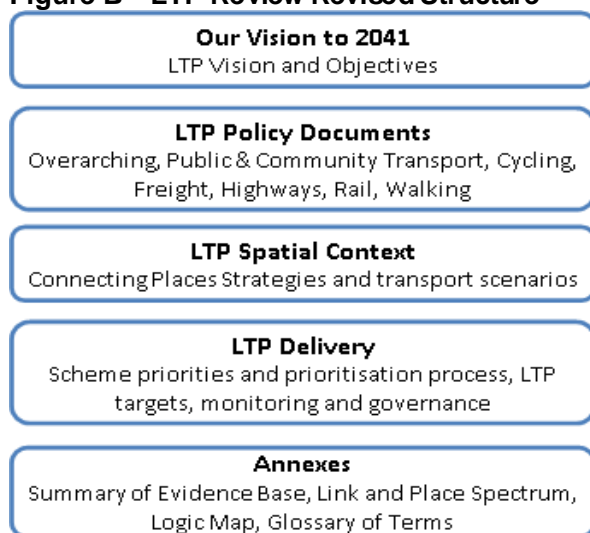 Figure B – LTP Review Revised Structure
Our Vision to 2041
LTP Vision and Objectives
LTP Policy Documents
Overarching, Public & Community Transport, Cycling,
Freight, Highways, Rail, Walking
LTP Spatial Context
Connecting Places Strategies and transport scenarios
LTP Delivery
Scheme priorities and prioritisation process, LTP
targets, monitoring and governance
Annexes
Summary of Evidence Base, Link and Place Spectrum,
Logic Map, Glossary of Terms